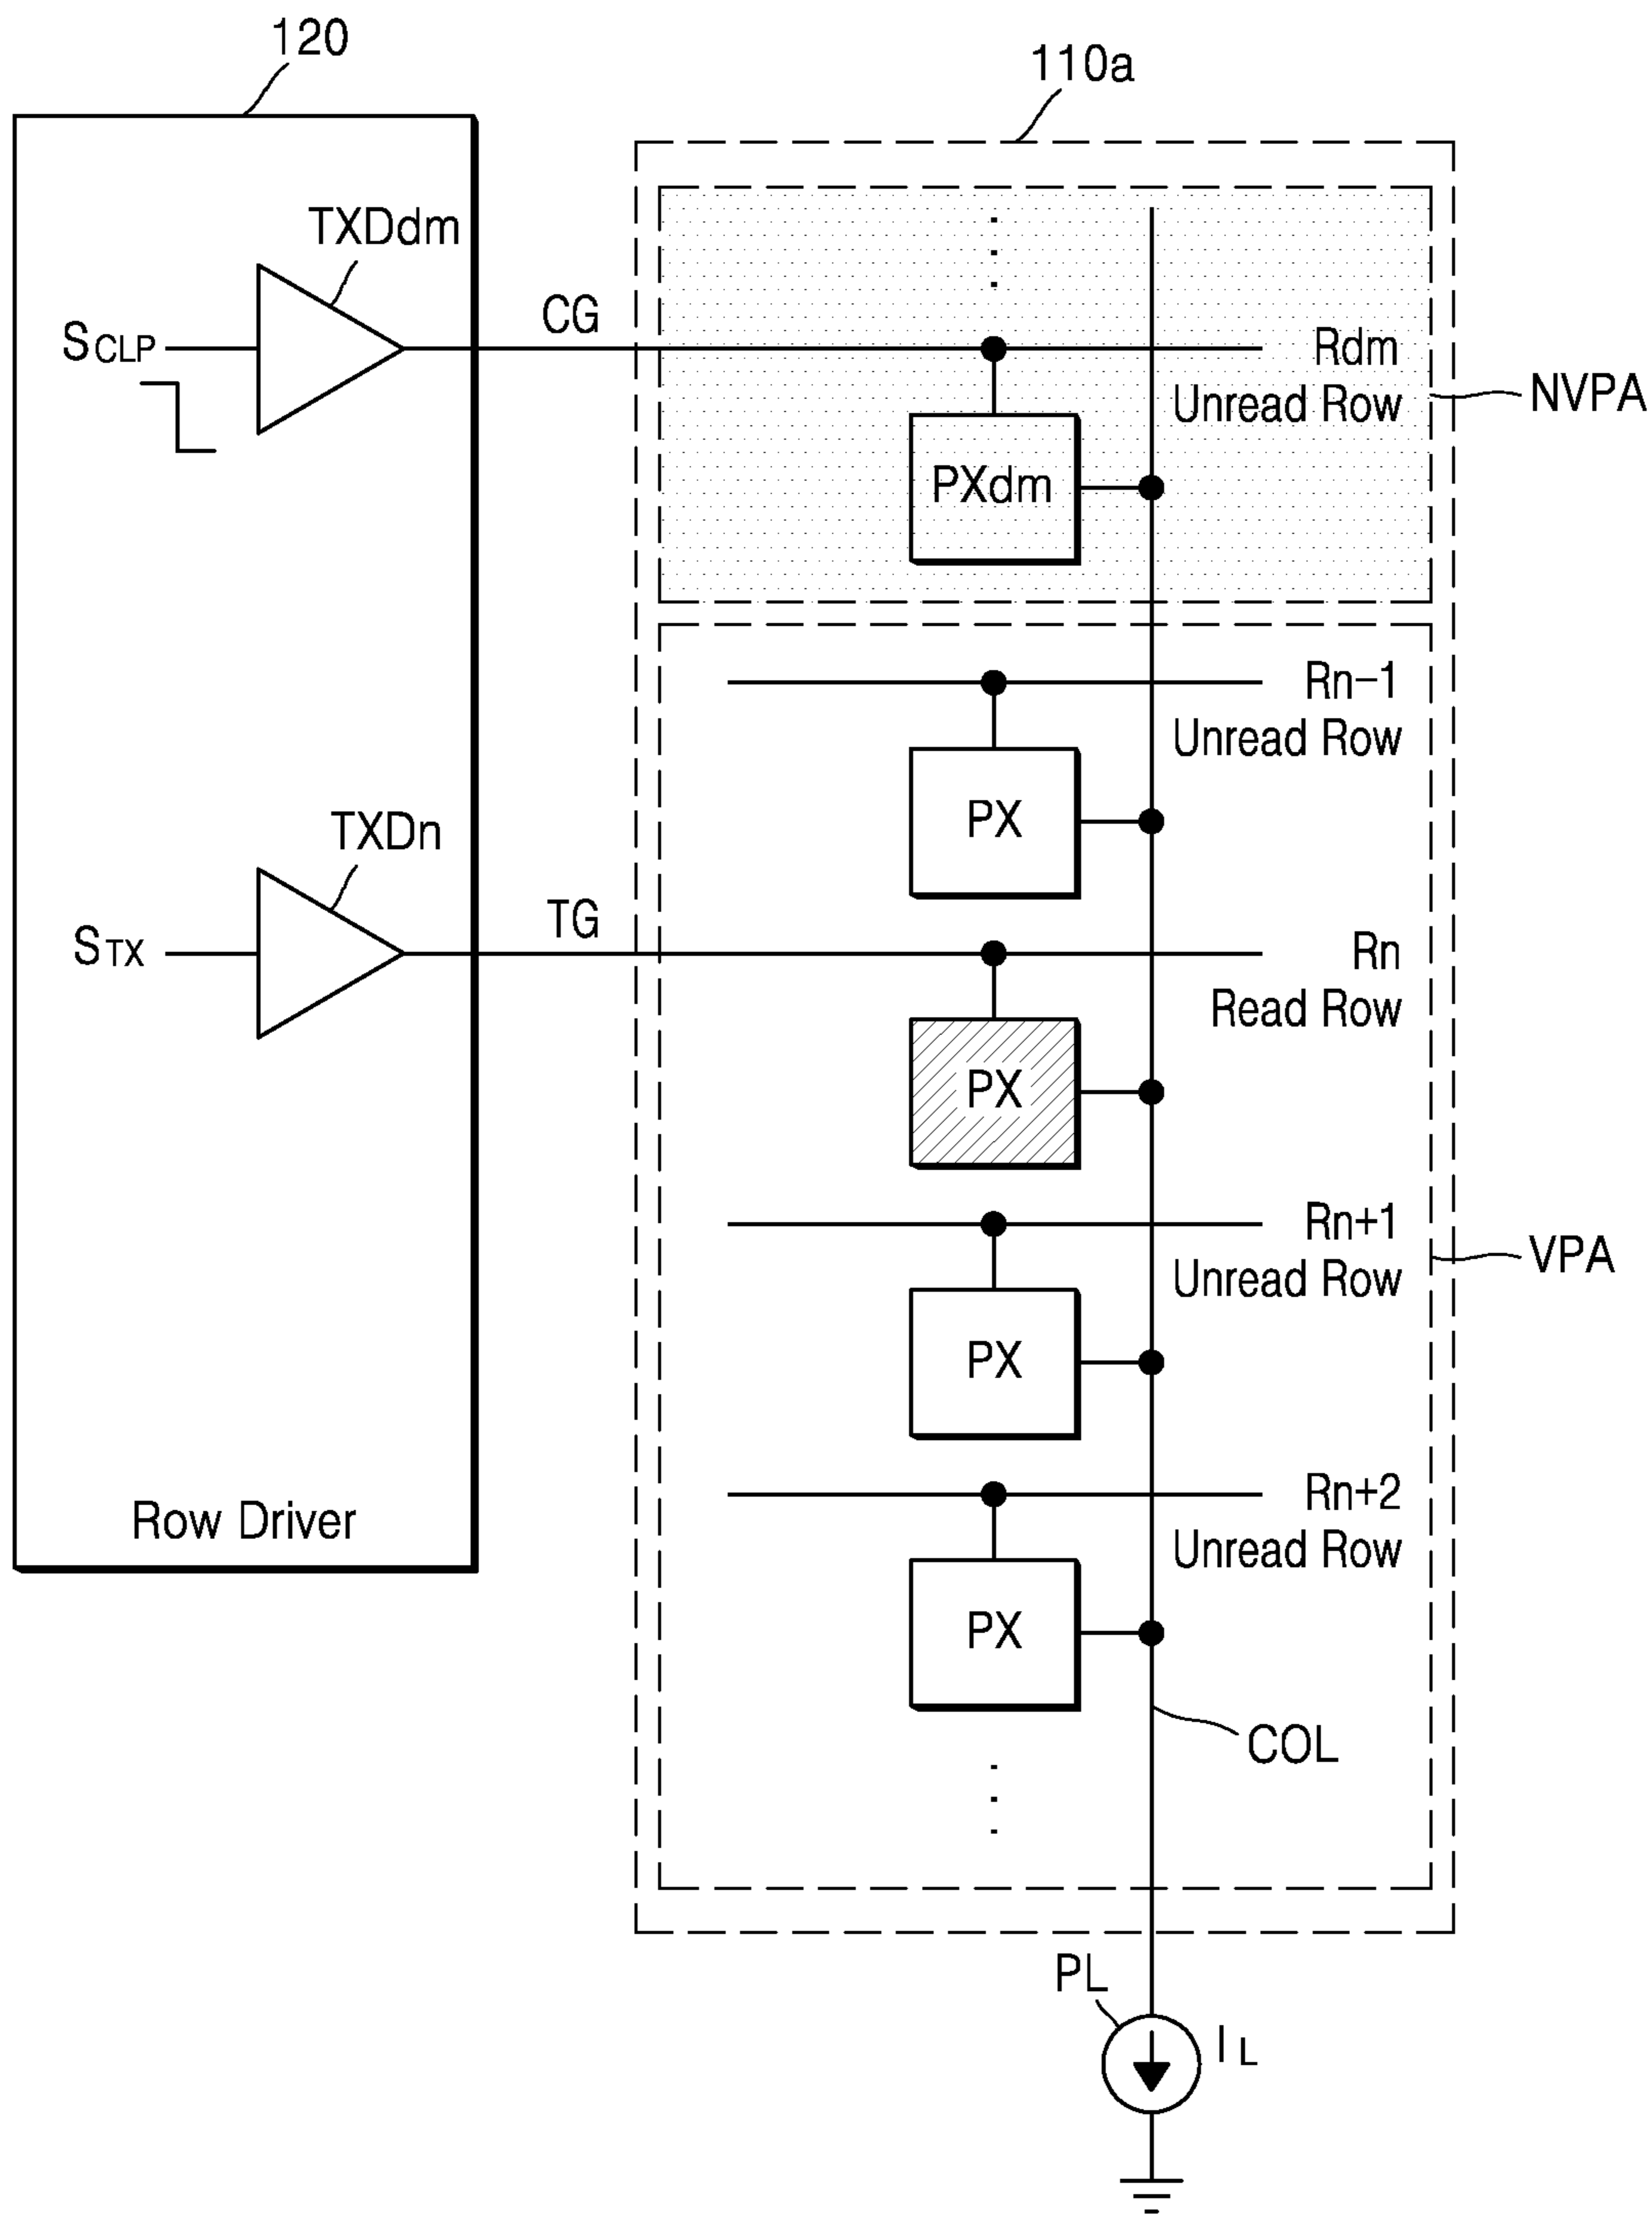 120
110a
TXDdm
CG
SCLP
Rdm
Unread Row
NVPA
PXdm
Rn-1
Unread Row
PX
TXDn
TG
STX
Rn
Read Row
PX
Rn+1
Unread Row
VPA
PX
Rn+2
Unread Row
Row Driver
PX
COL
PL
IL